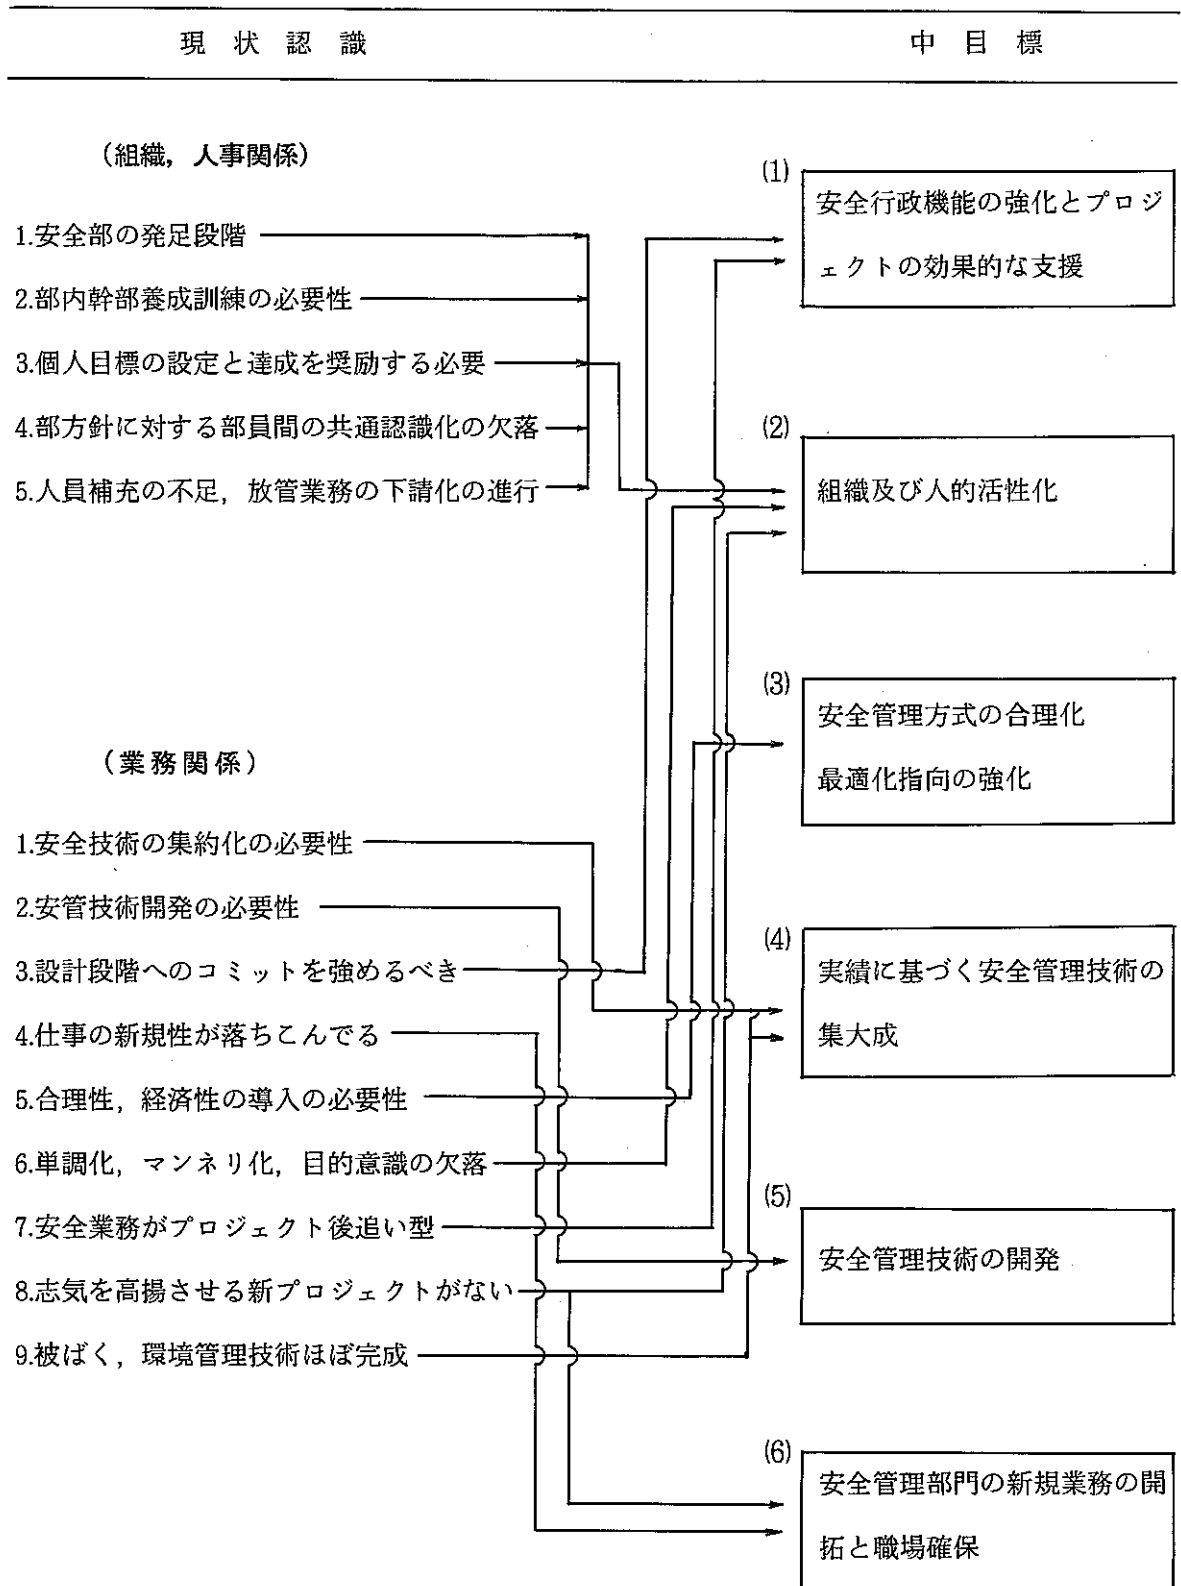 現状認識
中目標
（組織，人事関係）
1.安全部の発足段階
2.部内幹部養成訓練の必要性
3.個人目標の設定と達成を奨励する必要
4.部方針に対する部員間の共通認識化の欠落
5.人員補充の不足，放管業務の下請化の進行
（業務関係）
1.安全技術の集約化の必要性
2.安管技術開発の必要性
3.設計段階へのコミットを強めるべき
4.仕事の新規性が落ちこんでる
5.合理性，経済性の導入の必要性
6.単調化，マンネリ化，目的意識の欠落
7.安全業務がプロジェクト後追い型
8.志気を高揚させる新プロジェクトがない
9.被ばく，環境管理技術ほぼ完成
(1)
安全行政機能の強化とプロジ
ェクトの効果的な支援
(2)
組織及び人的活性化
(3)
安全管理方式の合理化
最適化指向の強化
(4)
実績に基づく安全管理技術の
集大成
(5)
安全管理技術の開発
(6)
安全管理部門の新規業務の開
拓と職場確保